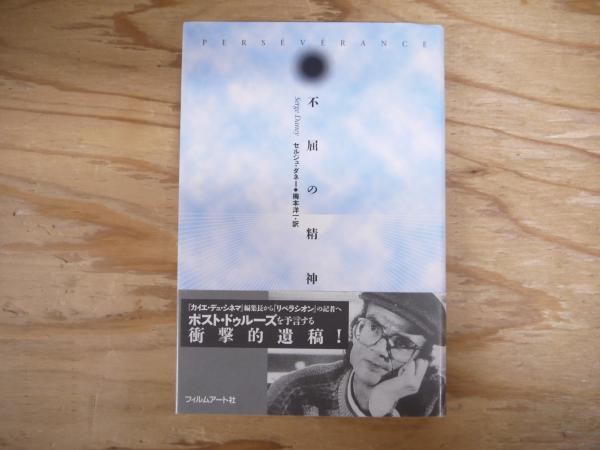 PERSÉVÉRANCE
不屈の精神
Serge Daney
セルジュ・ダネー●梅本洋一・訳
『カイエ・デュ・シネマ』編集長から『リベラシオン』の記者へ
ポスト・ドゥルーズを予言する
衝撃的遺稿!
フィルムアート社